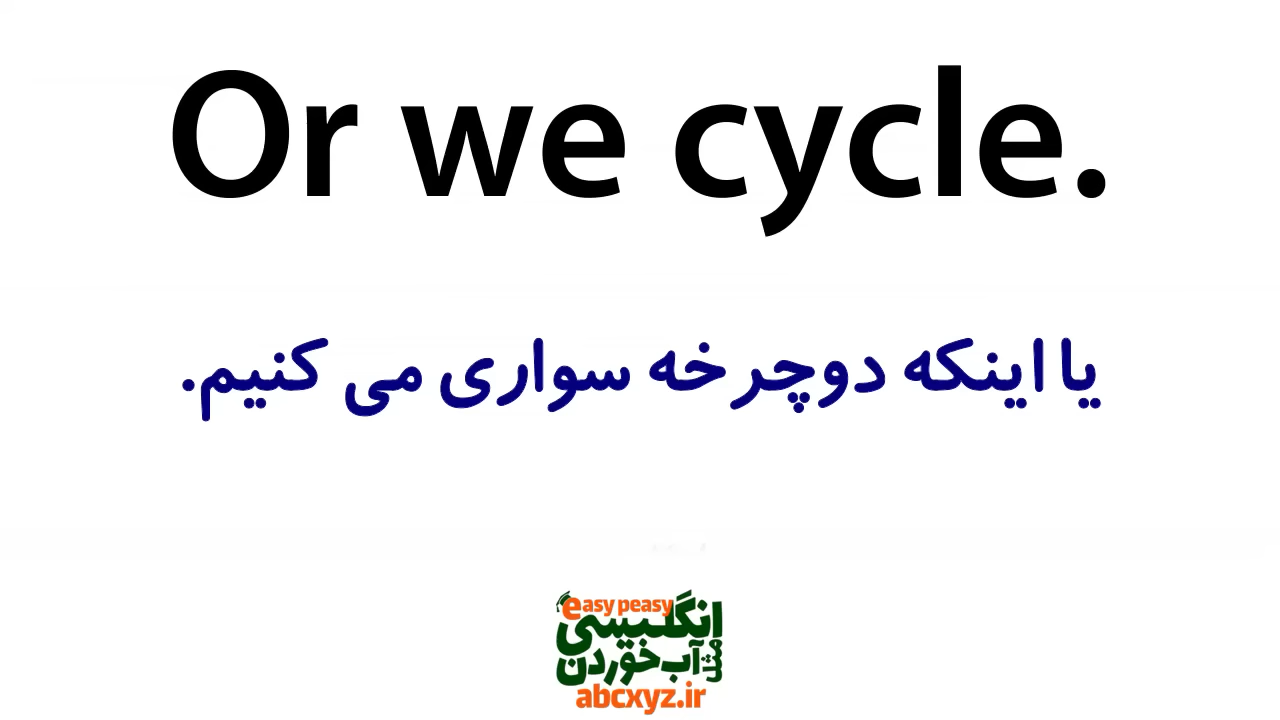 Or we cycle.
یا اینکه دوچرخه سواری می کنیم.
easy peasy
انگلیسی
مثل آب خوردن
abcxyz.ir